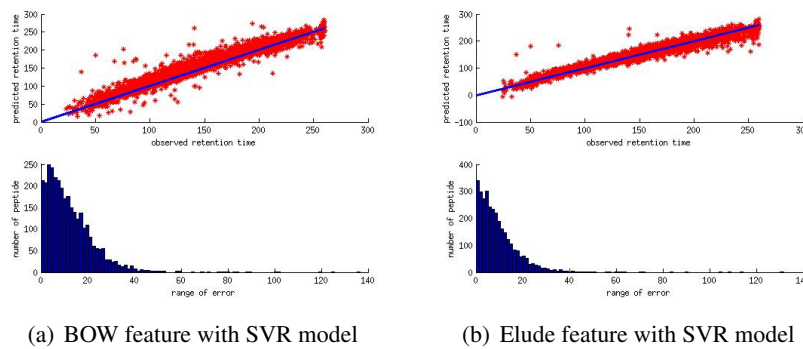 300
250
200
150
100
50
0
predicted retention time
0 50 100 150 200 250 300
observed retention time
250
200
150
100
50
0
number of peptide
0 20 40 60 80 100 120 140
range of error
(a) BOW feature with SVR model
300
200
100
0
-100
predicted retention time
0 50 100 150 200 250 300
observed retention time
400
300
200
100
0
number of peptide
0 20 40 60 80 100 120 140
range of error
(b) Elude feature with SVR model